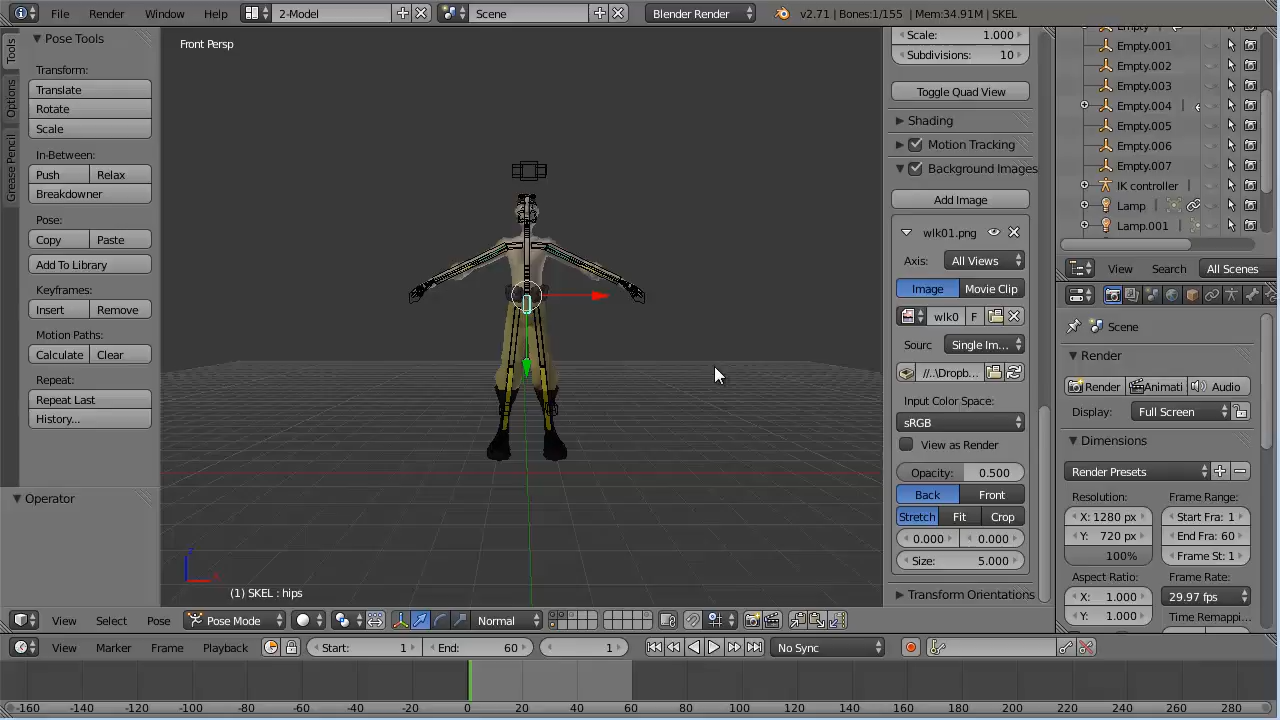 File Render Window Help 2-Model Scene Blender Render v2.71 | Bones:1/155 | Mem:34.91M | SKEL
Tools
Options
Grease Pencil
Pose Tools
Transform:
Translate
Rotate
Scale
In-Between:
Push Relax
Breakdowner
Pose:
Copy Paste
Add To Library
Keyframes:
Insert Remove
Motion Paths:
Calculate Clear
Repeat:
Repeat Last
History...
Operator
Front Persp
(1) SKEL : hips
Scale: 1.000
Subdivisions: 10
Toggle Quad View
Shading
Motion Tracking
Background Images
Add Image
wlk01.png
Axis: All Views
Image Movie Clip
wlk0 F
Sourc Single Im...
//..Dropb...
Input Color Space:
sRGB
View as Render
Opacity: 0.500
Back Front
Stretch Fit Crop
0.000 0.000
Size: 5.000
Transform Orientations
Empty.001
Empty.002
Empty.003
Empty.004
Empty.005
Empty.006
Empty.007
IK controller
Lamp
Lamp.001
View Search All Scenes
Scene
Render
Render Animati Audio
Display: Full Screen
Dimensions
Render Presets
Resolution: Frame Range:
X: 1280 px Start Fra: 1
Y: 720 px End Fra: 60
100% Frame St: 1
Aspect Ratio: Frame Rate:
X: 1.000 29.97 fps
Y: 1.000 Time Remappi...
View Select Pose Pose Mode Normal
View Marker Frame Playback Start: 1 End: 60 1 No Sync
-160 -140 -120 -100 -80 -60 -40 -20 0 20 40 60 80 100 120 140 160 180 200 220 240 260 280